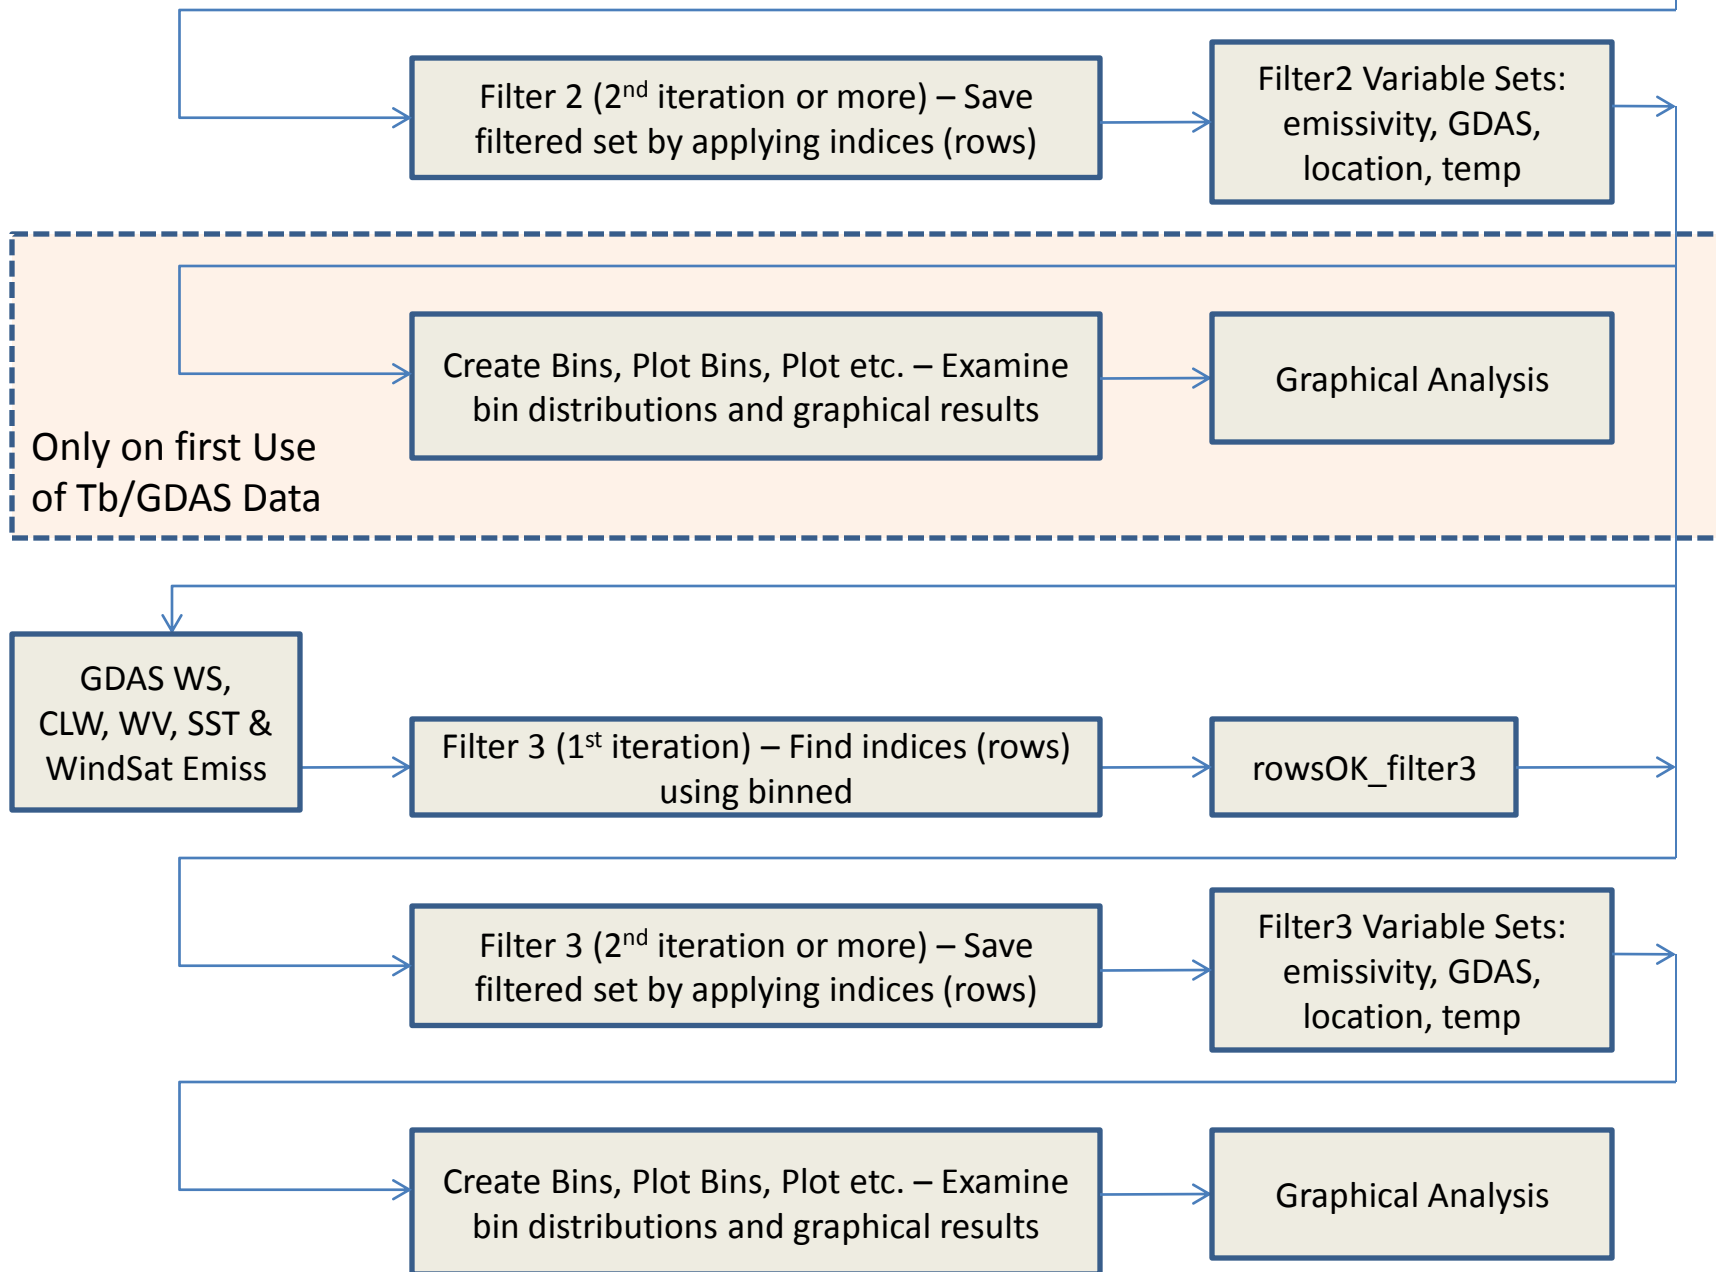 Filter 2 (2nd iteration or more) – Save
filtered set by applying indices (rows)
Filter2 Variable Sets:
emissivity, GDAS,
location, temp
Create Bins, Plot Bins, Plot etc. – Examine
bin distributions and graphical results
Graphical Analysis
Only on first Use
of Tb/GDAS Data
GDAS WS,
CLW, WV, SST &
WindSat Emiss
Filter 3 (1st iteration) – Find indices (rows)
using binned
rowsOK_filter3
Filter 3 (2nd iteration or more) – Save
filtered set by applying indices (rows)
Filter3 Variable Sets:
emissivity, GDAS,
location, temp
Create Bins, Plot Bins, Plot etc. – Examine
bin distributions and graphical results
Graphical Analysis